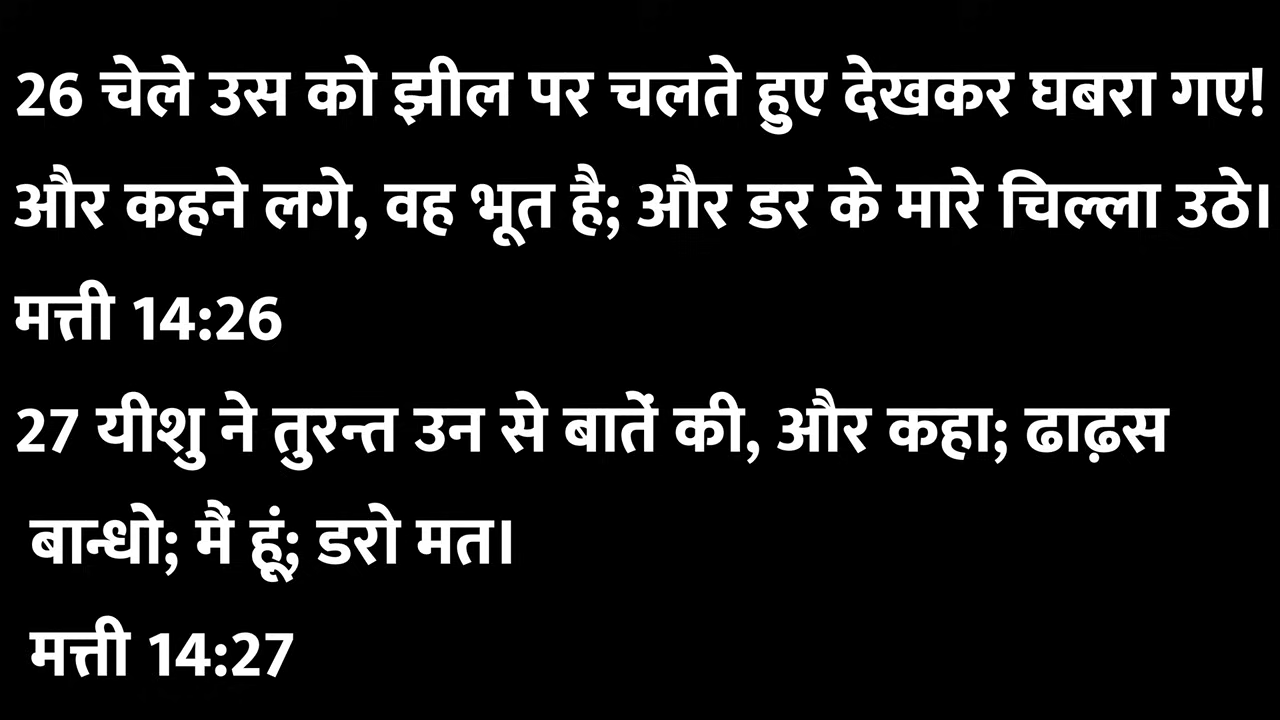 26 चेले उस को झील पर चलते हुए देखकर घबरा गए!
और कहने लगे, वह भूत है; और डर के मारे चिल्ला उठे।
मत्ती 14:26
27 यीशु ने तुरन्त उन से बातें की, और कहा; ढाढ़स
बान्धो; मैं हूं; डरो मत।
मत्ती 14:27